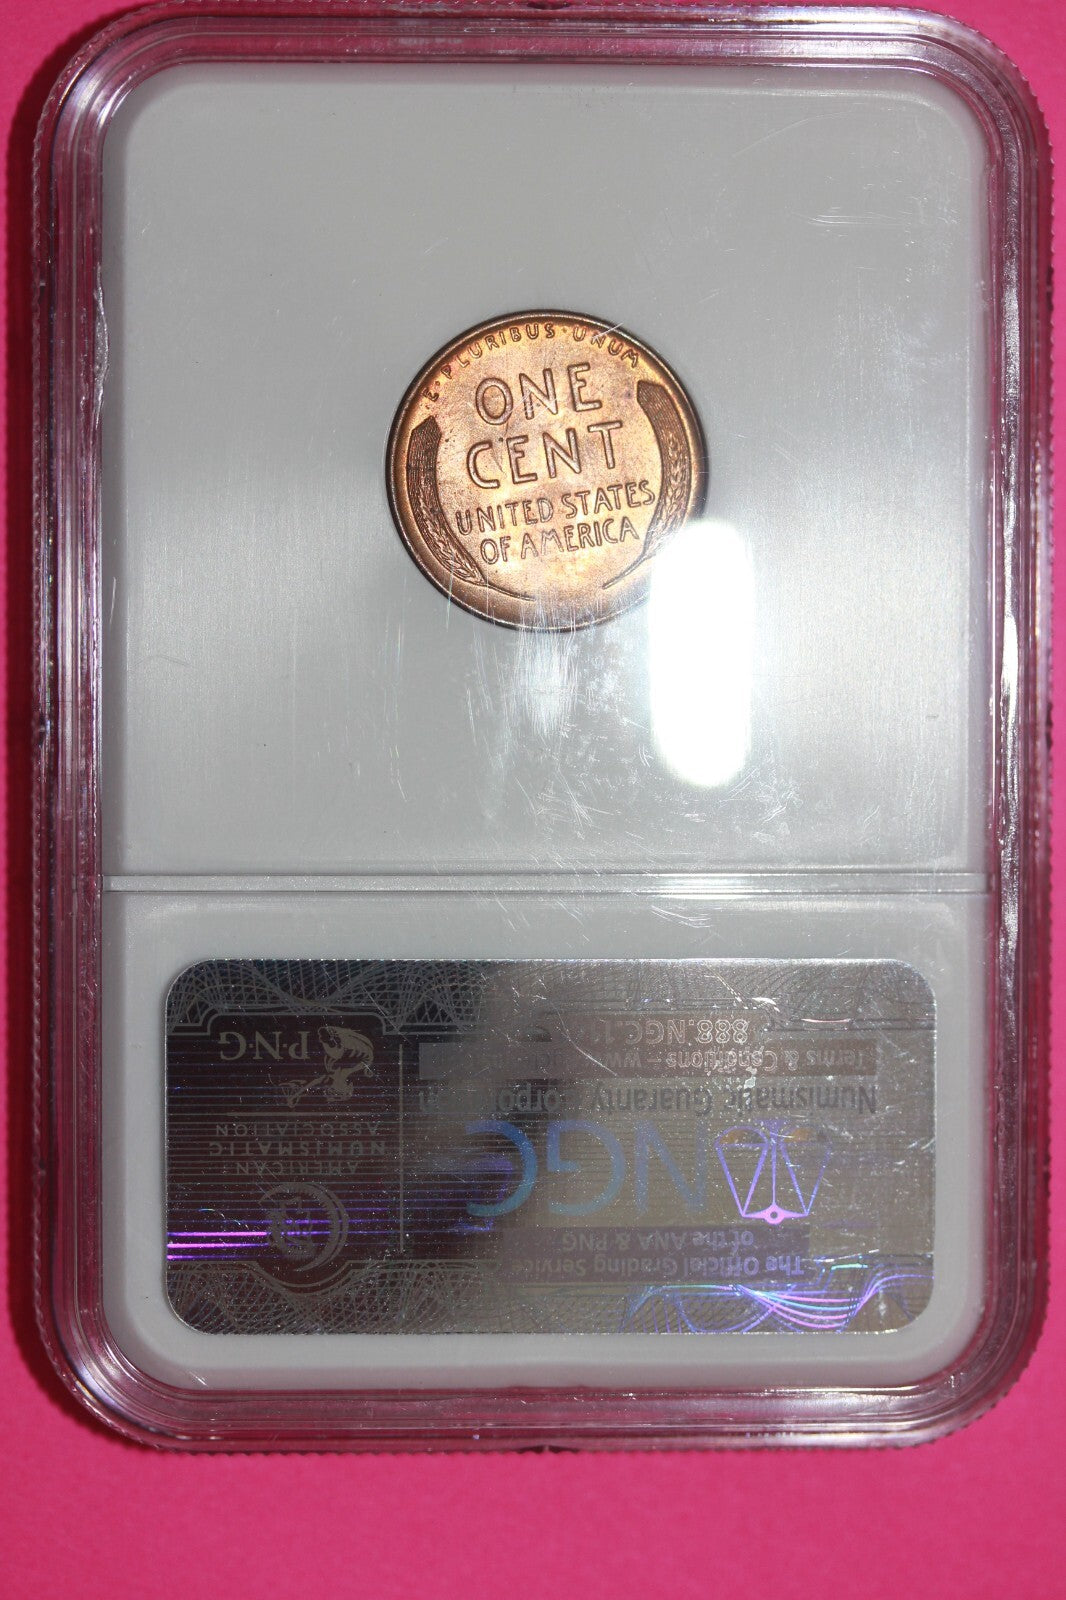 E·PLURIBUS·UNUM
ONE
CENT
UNITED STATES
OF AMERICA
The Official Grading Service
of the ANA & PNG
NGC
Numismatic Guaranty
Terms & Conditions
888.NGC.
AMERICAN
NUMISMATIC
ASSOCIATION
P·N·G